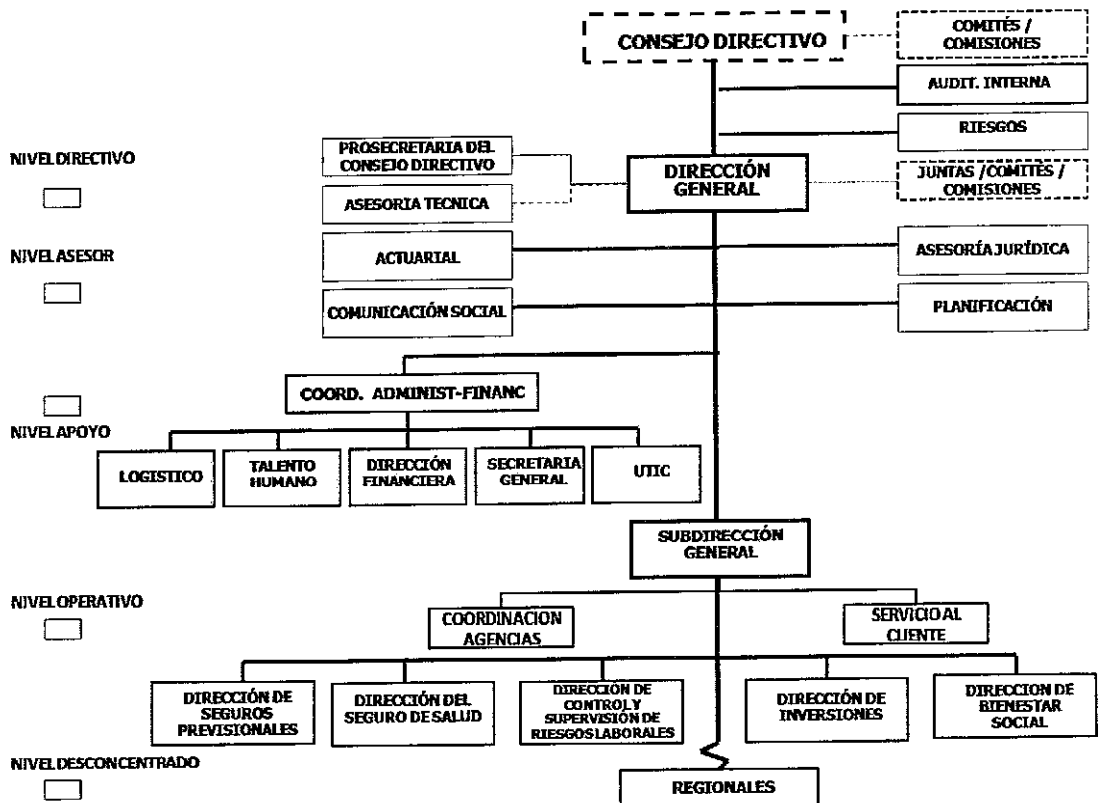 CONSEJO DIRECTIVO
COMITÉS /
COMISIONES
AUDIT. INTERNA
RIESGOS
NIVEL DIRECTIVO
PROSECRETARIA DEL
CONSEJO DIRECTIVO
DIRECCIÓN
GENERAL
JUNTAS /COMITÉS /
COMISIONES
ASESORIA TECNICA
NIVEL ASESOR
ACTUARIAL
ASESORÍA JURÍDICA
COMUNICACIÓN SOCIAL
PLANIFICACIÓN
COORD. ADMINIST-FINANC
NIVEL APOYO
LOGISTICO
TALENTO
HUMANO
DIRECCIÓN
FINANCIERA
SECRETARIA
GENERAL
UTIC
SUBDIRECCIÓN
GENERAL
NIVEL OPERATIVO
COORDINACION
AGENCIAS
SERVICIO AL
CLIENTE
DIRECCIÓN DE
SEGUROS
PREVISIONALES
DIRECCIÓN DEL
SEGURO DE SALUD
DIRECCIÓN DE
CONTROL Y
SUPERVISIÓN DE
RIESGOS LABORALES
DIRECCIÓN DE
INVERSIONES
DIRECCION DE
BIENESTAR
SOCIAL
NIVEL DESCONCENTRADO
REGIONALES